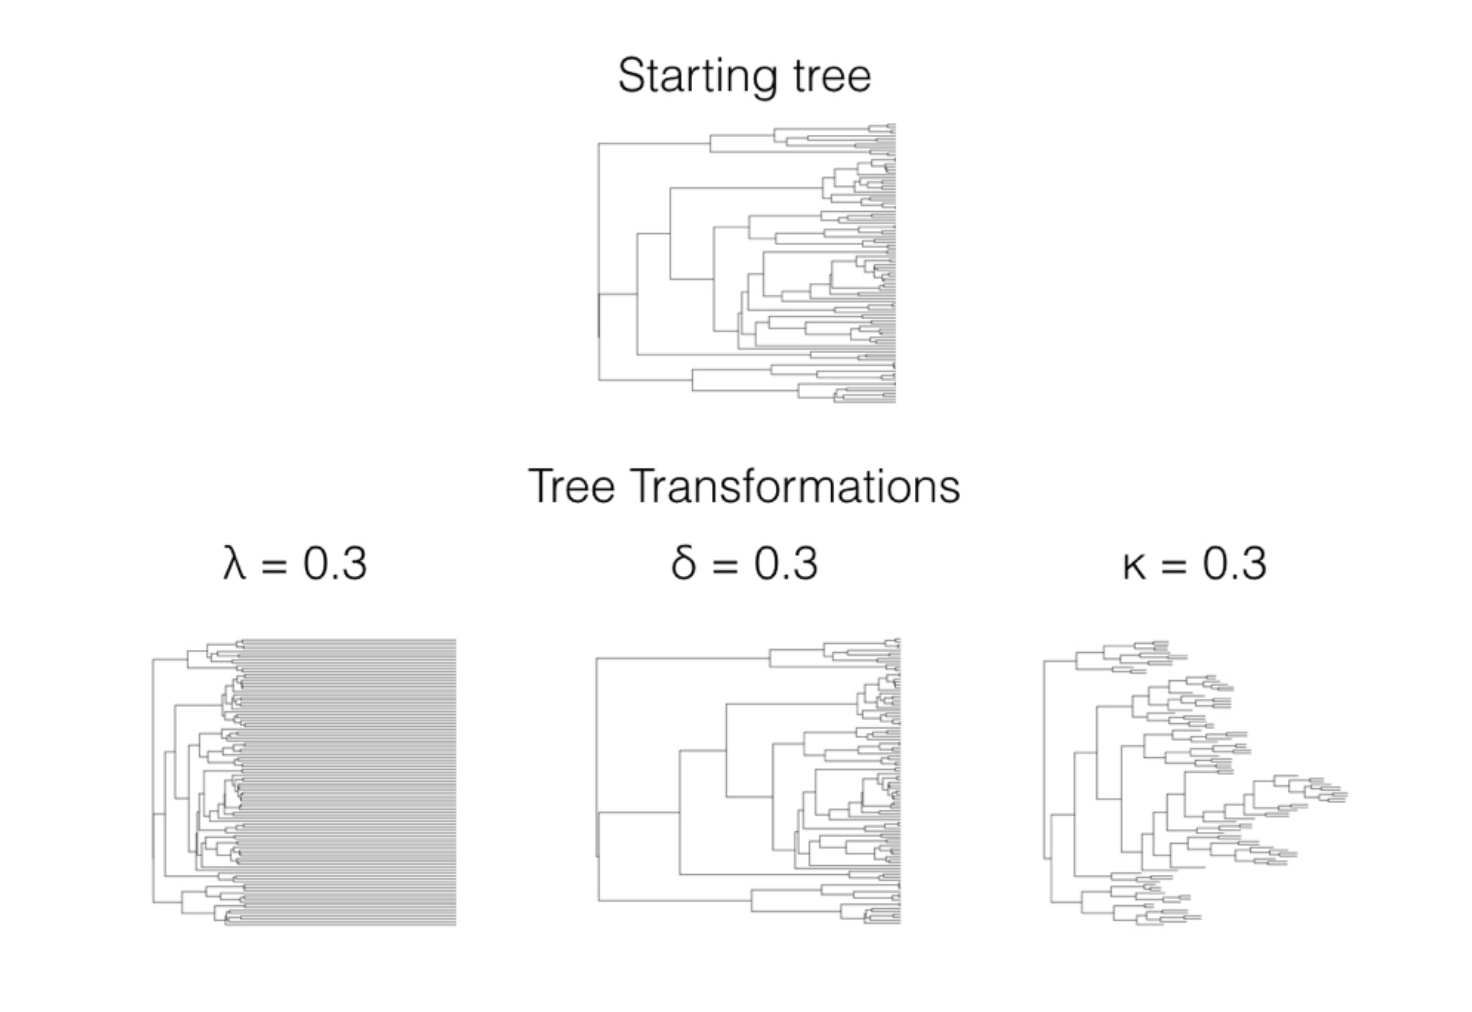 Starting tree
Tree Transformations
λ = 0.3
δ = 0.3
κ = 0.3